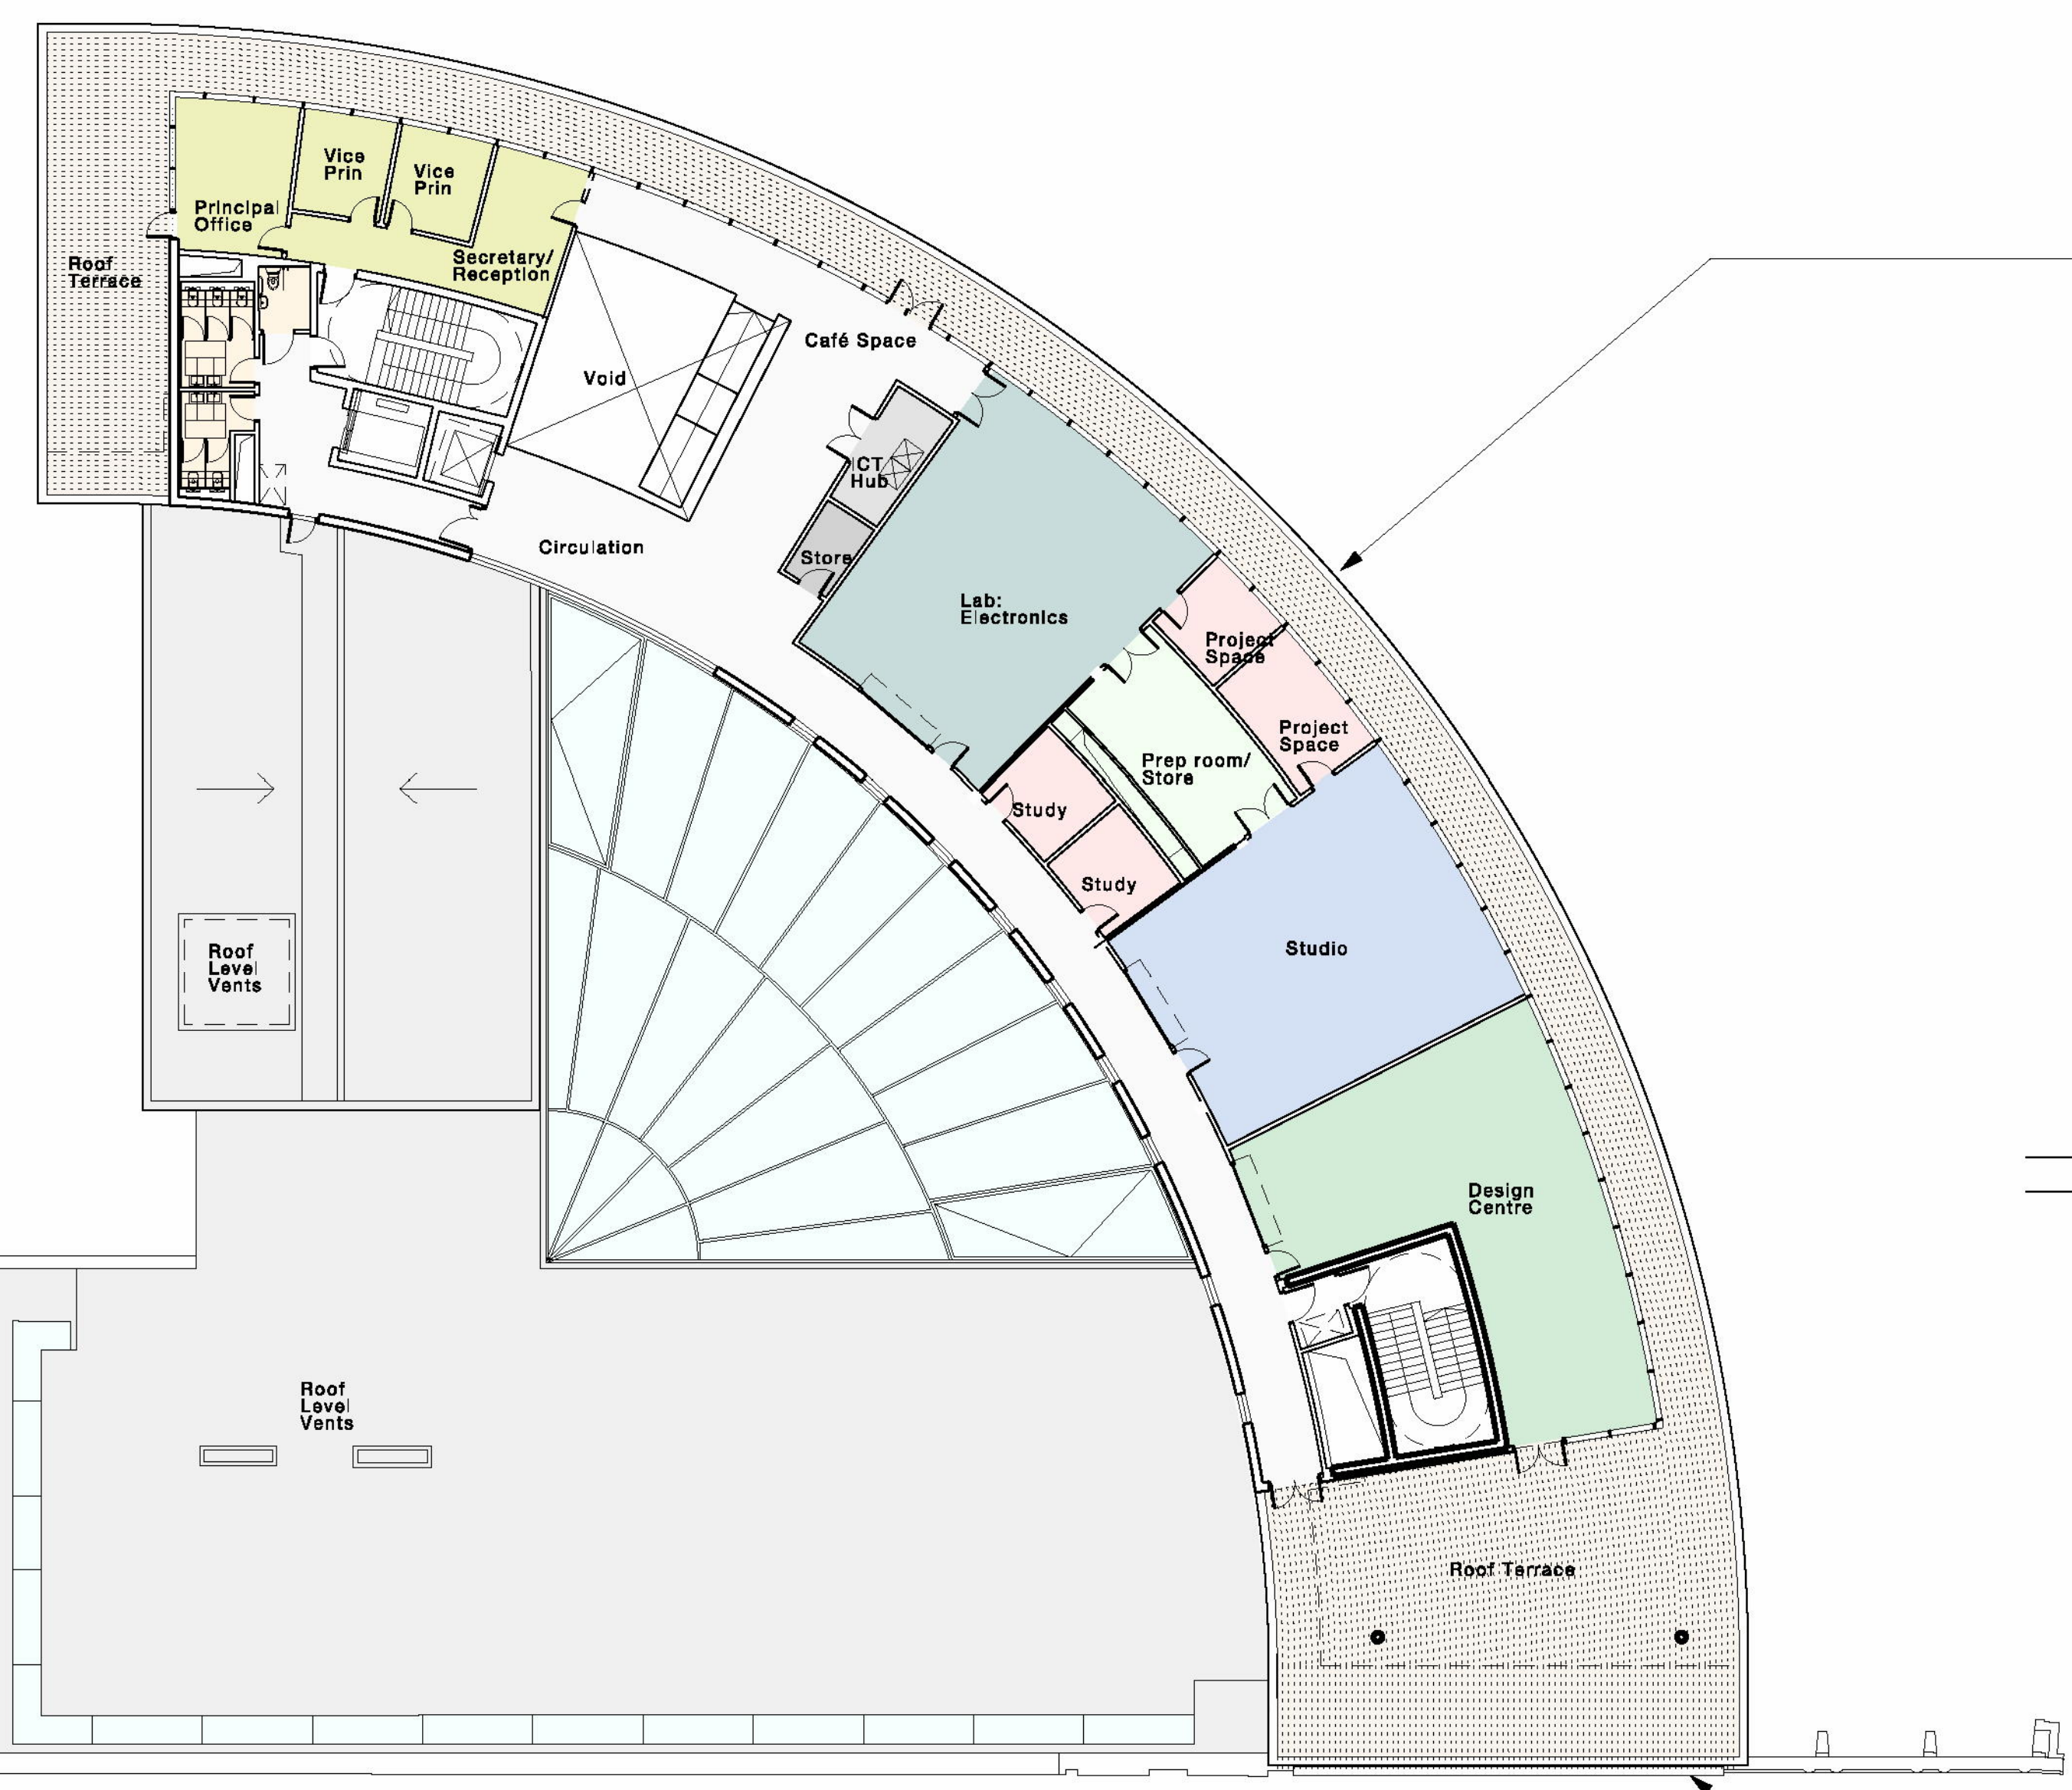 Vice
Prin
Vice
Prin
Principal
Office
Secretary/
Reception
Roof
Terrace
Café Space
Void
ICT
Hub
Circulation
Store
Lab:
Electronics
Project
Space
Project
Space
Prep room/
Store
Study
Study
Studio
Roof
Level
Vents
Design
Centre
Roof
Level
Vents
Roof Terrace